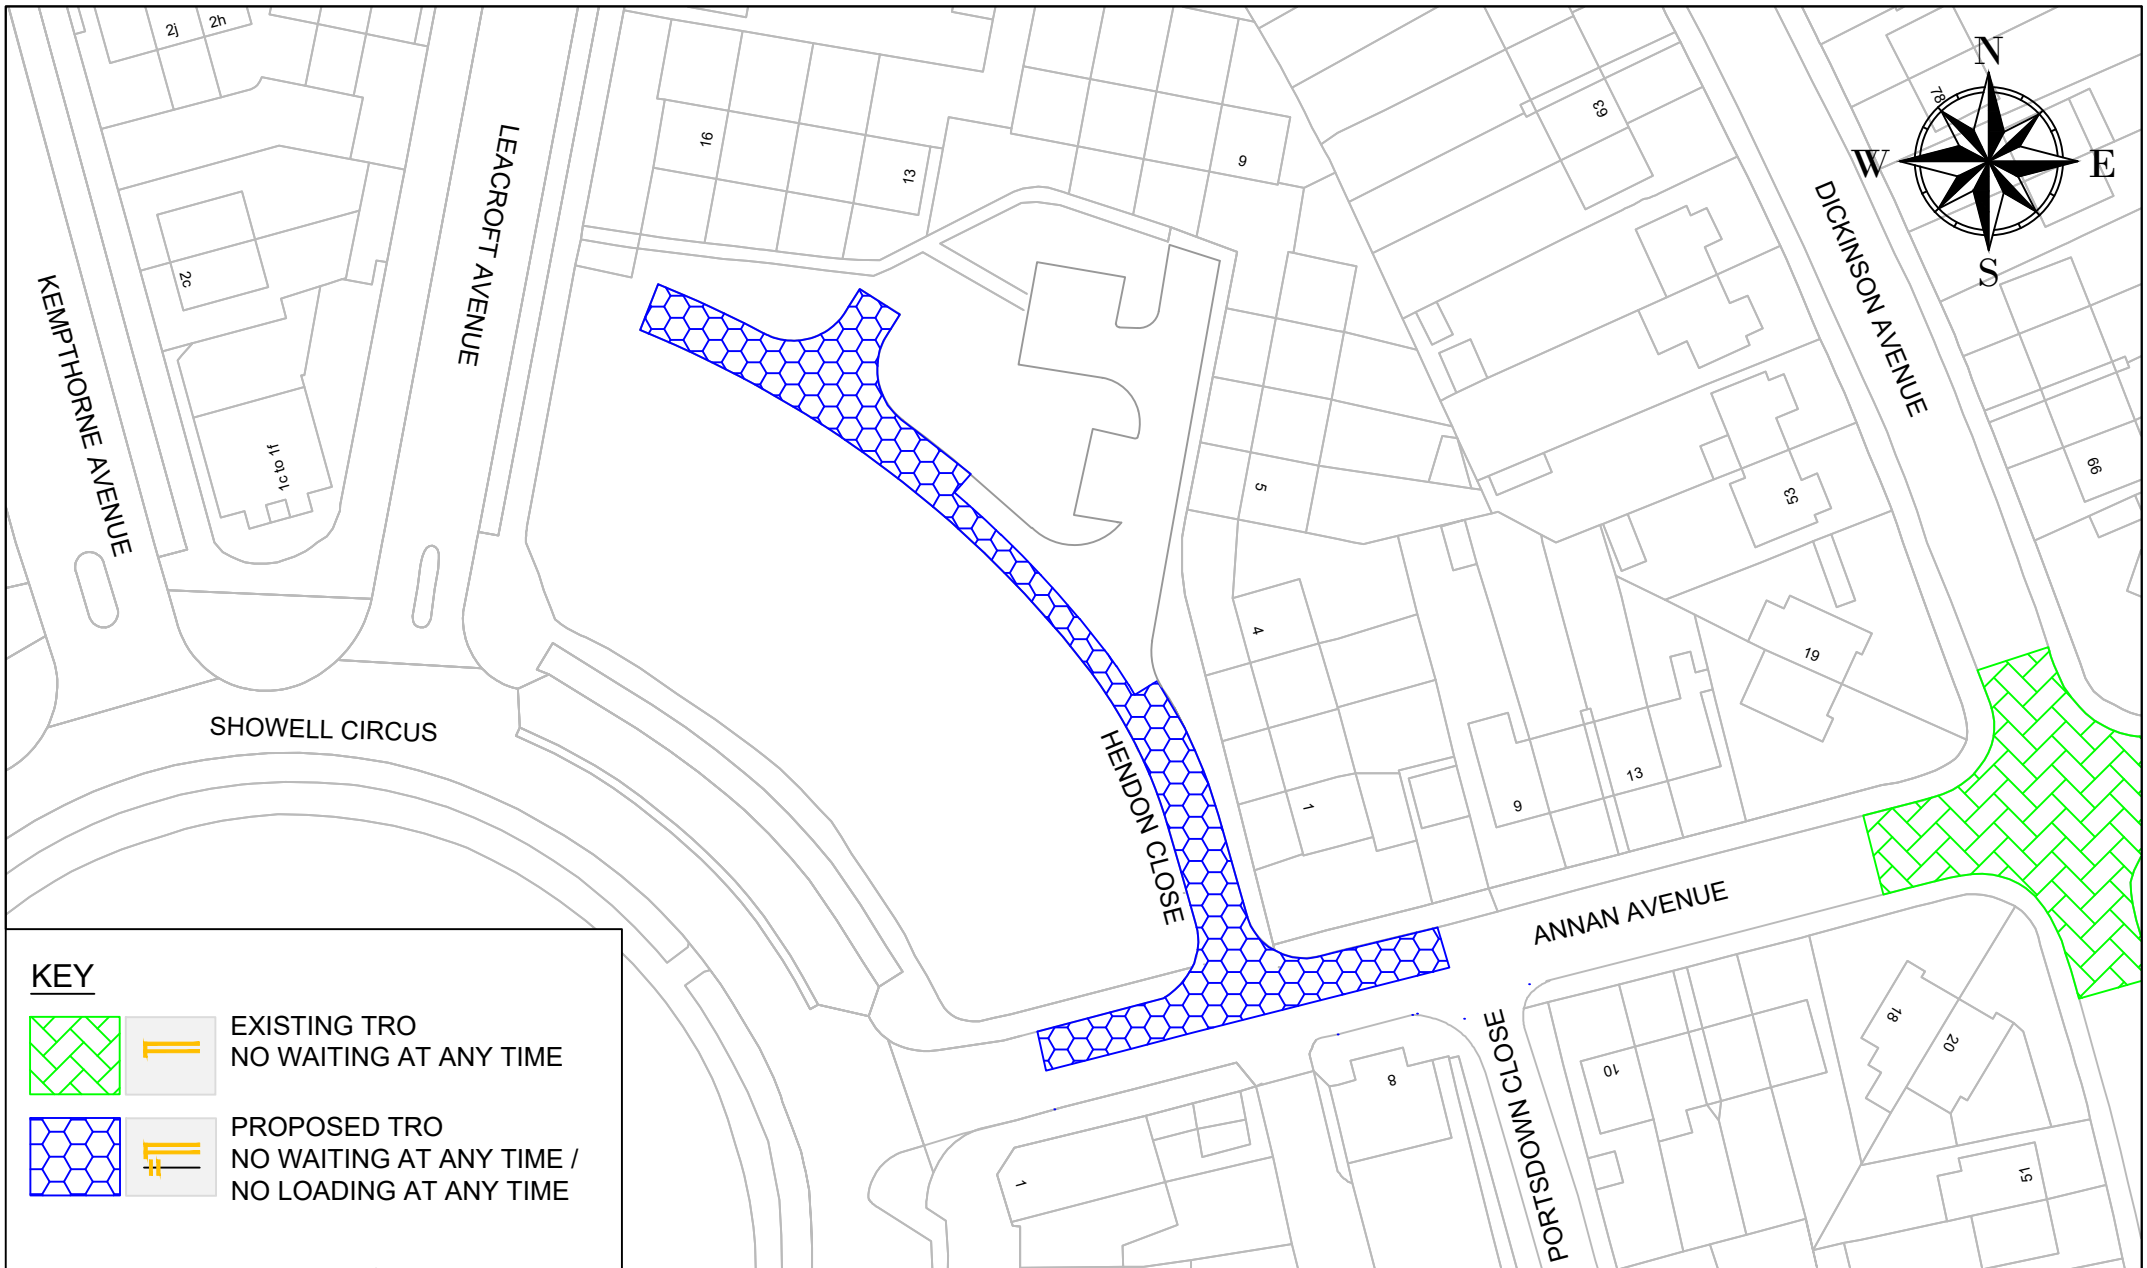 2j
2h
N
W
E
S
78
63
16
13
9
LEACROFT AVENUE
DICKINSON AVENUE
2c
KEMPTHORNE AVENUE
1c to 1f
5
66
53
4
19
SHOWELL CIRCUS
HENDON CLOSE
13
1
9
ANNAN AVENUE
KEY
EXISTING TRO
NO WAITING AT ANY TIME
PROPOSED TRO
NO WAITING AT ANY TIME /
NO LOADING AT ANY TIME
PORTSDOWN CLOSE
8
10
18
20
1
51